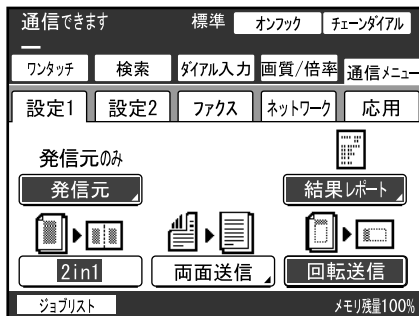 通信できます 標準 オンフック チェーンダイアル
ワンタッチ 検索 ダイアル入力 画質/倍率 通信メニュー
設定1 設定2 ファクス ネットワーク 応用
発信元のみ
発信元 結果レポート
2in1 両面送信 回転送信
ジョブリスト メモリ残量100%